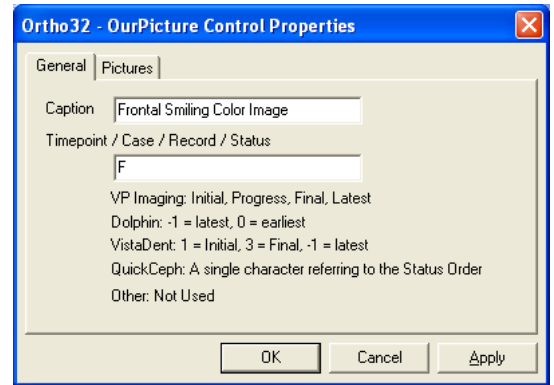 Ortho32 - OurPicture Control Properties
General Pictures
Caption Frontal Smiling Color Image
Timepoint / Case / Record / Status
F
VP Imaging: Initial, Progress, Final, Latest
Dolphin: -1 = latest, 0 = earliest
VistaDent: 1 = Initial, 3 = Final, -1 = latest
QuickCeph: A single character referring to the Status Order
Other: Not Used
OK Cancel Apply